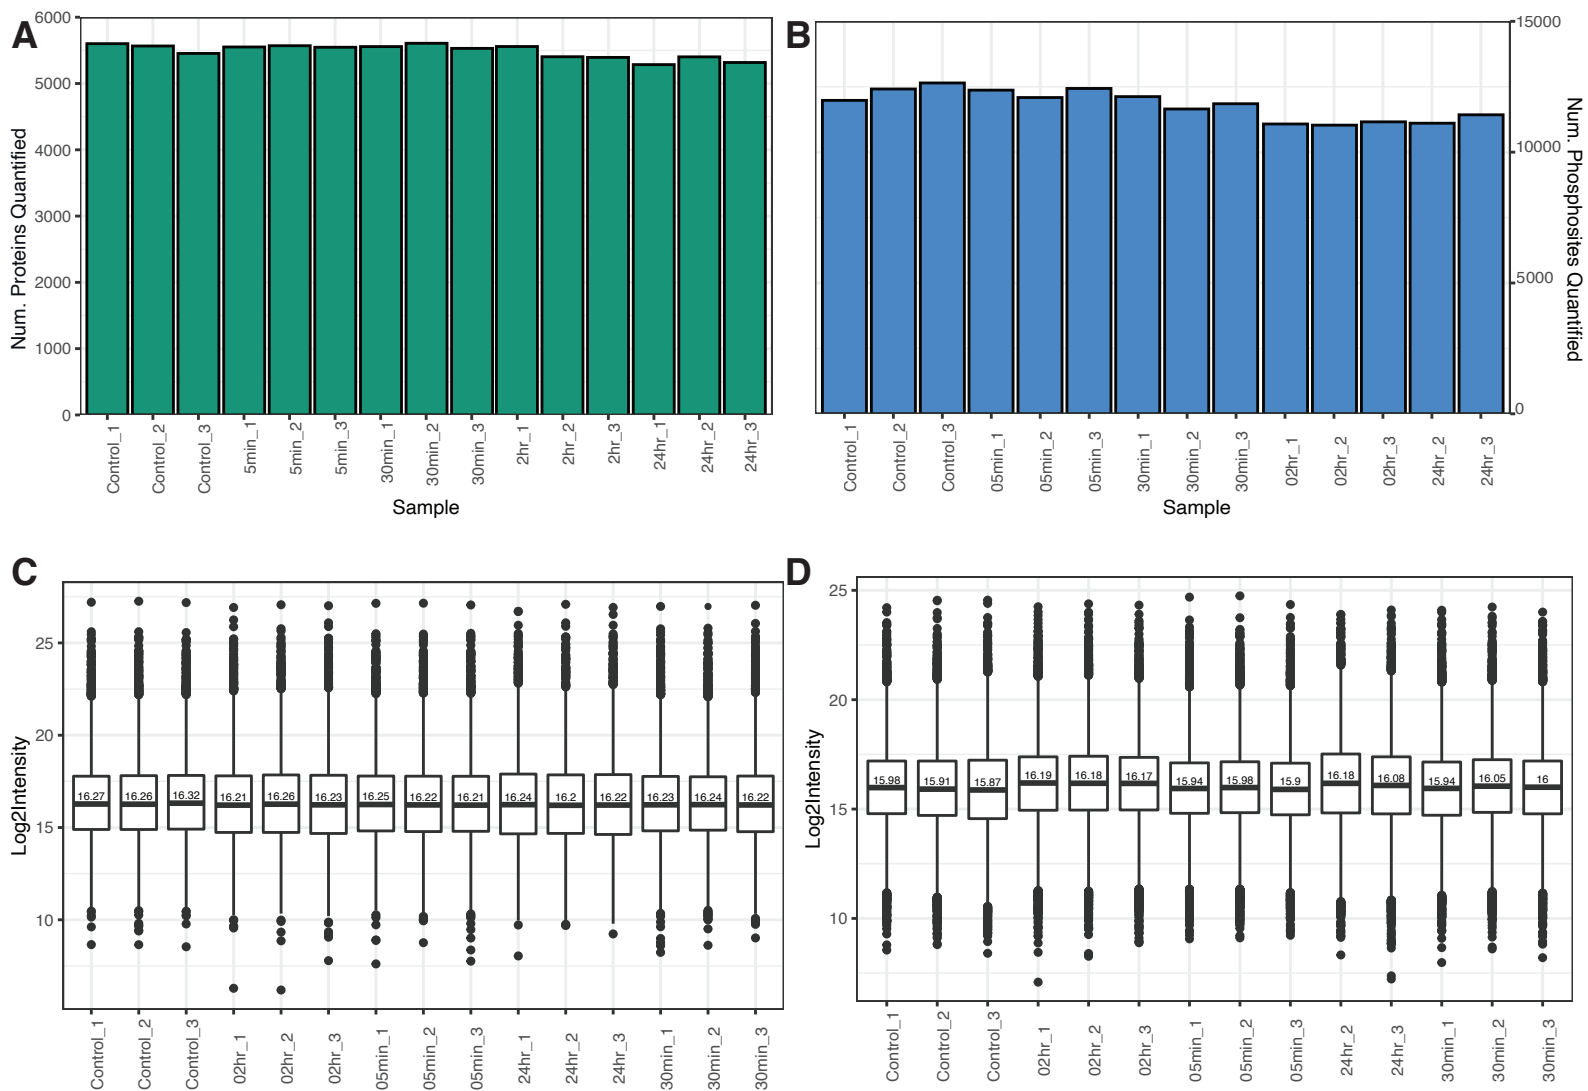 A
Num. Proteins Quantified
6000
5000
4000
3000
2000
1000
0
Control_1
Control_2
Control_3
5min_1
5min_2
5min_3
30min_1
30min_2
30min_3
2hr_1
2hr_2
2hr_3
24hr_1
24hr_2
24hr_3
Sample
B
15000
10000
5000
0
Num. Phosphosites Quantified
Control_1
Control_2
Control_3
05min_1
05min_2
05min_3
30min_1
30min_2
30min_3
02hr_1
02hr_2
02hr_3
24hr_2
24hr_3
Sample
C
Log2Intensity
25
20
15
10
16.27
16.26
16.32
16.21
16.26
16.23
16.25
16.22
16.21
16.24
16.2
16.22
16.23
16.24
16.22
Control_1
Control_2
Control_3
02hr_1
02hr_2
02hr_3
05min_1
05min_2
05min_3
24hr_1
24hr_2
24hr_3
30min_1
30min_2
30min_3
D
Log2Intensity
25
20
15
10
15.98
15.91
15.87
16.19
16.18
16.17
15.94
15.98
15.9
16.18
16.08
15.94
16.05
16
Control_1
Control_2
Control_3
02hr_1
02hr_2
02hr_3
05min_1
05min_2
05min_3
24hr_2
24hr_3
30min_1
30min_2
30min_3